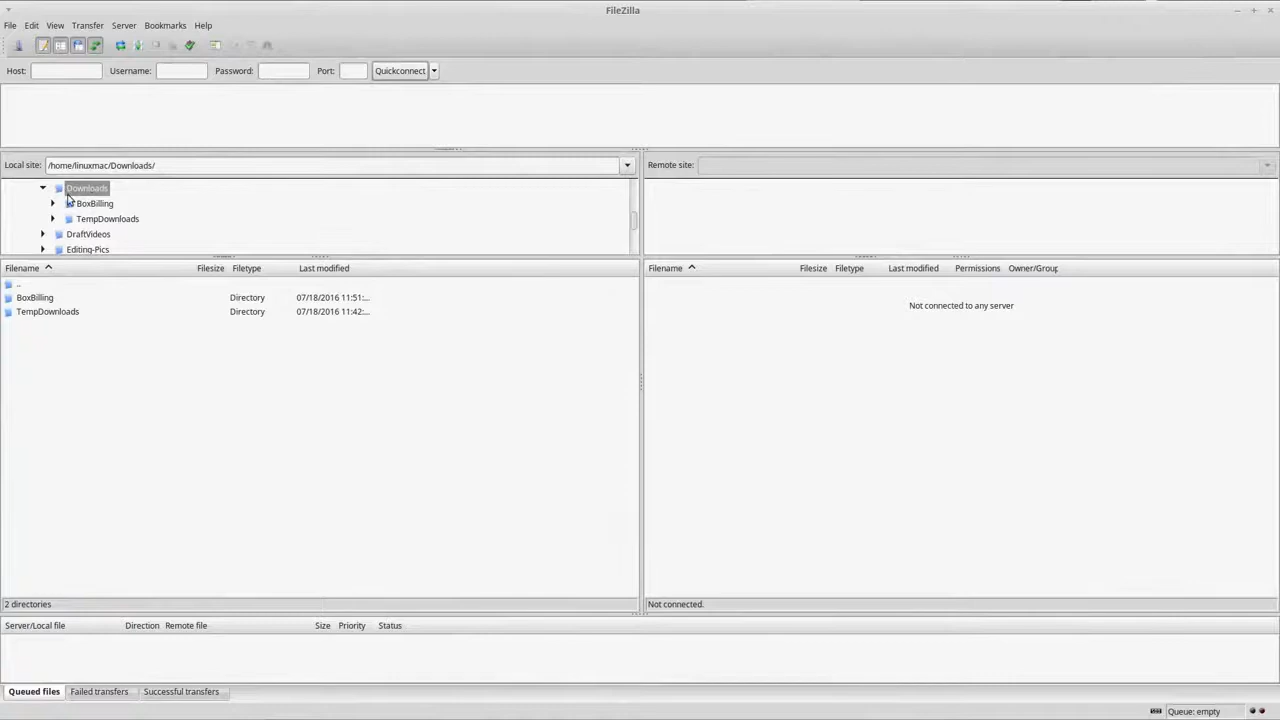 FileZilla
File Edit View Transfer Server Bookmarks Help
Host: Username: Password: Port: Quickconnect
Local site: /home/linuxmac/Downloads/
Remote site:
Downloads
BoxBilling
TempDownloads
DraftVideos
Editing-Pics
Filename Filesize Filetype Last modified
..
BoxBilling Directory 07/18/2016 11:51:...
TempDownloads Directory 07/18/2016 11:42:...
2 directories
Filename Filesize Filetype Last modified Permissions Owner/Group
Not connected to any server
Not connected.
Server/Local file Direction Remote file Size Priority Status
Queued files Failed transfers Successful transfers
Queue: empty